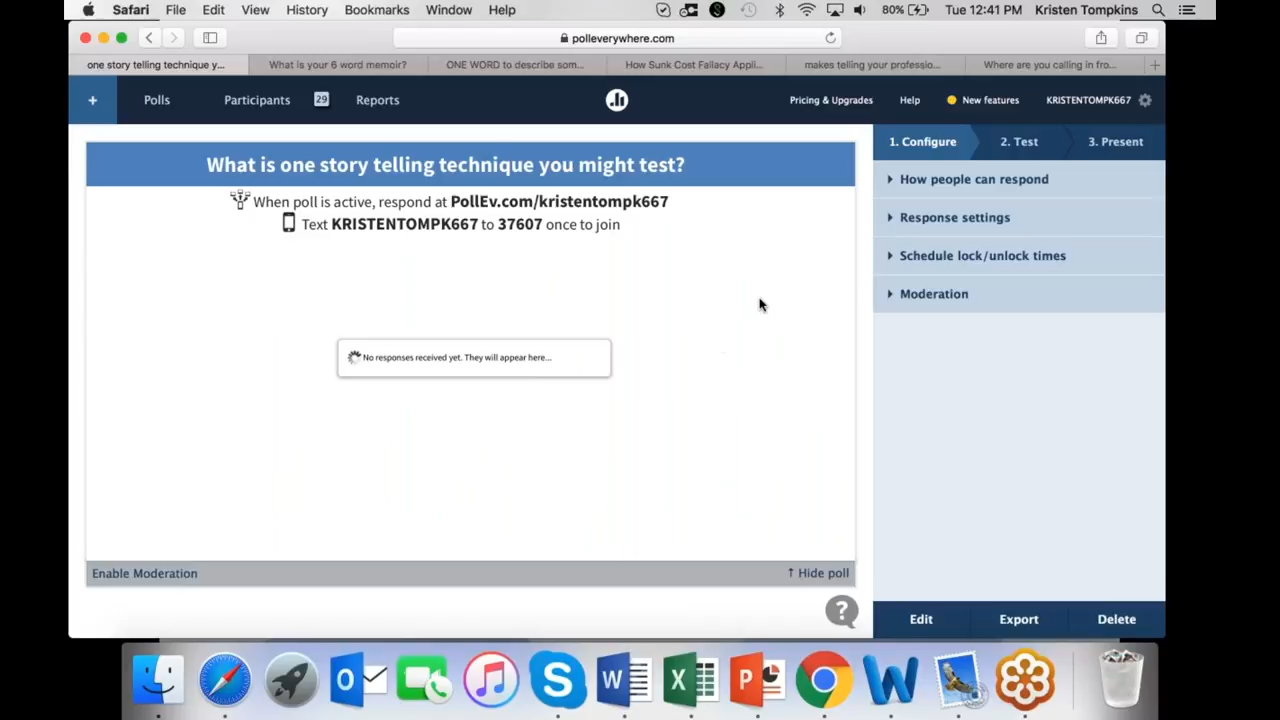 Safari File Edit View History Bookmarks Window Help 80% Tue 12:41 PM Kristen Tompkins
polleverywhere.com
one story telling technique y... What is your 6 word memoir? ONE WORD to describe som... How Sunk Cost Fallacy Appli... makes telling your professio... Where are you calling in fro... +
+ Polls Participants 29 Reports Pricing & Upgrades Help New features KRISTENTOMPK667
What is one story telling technique you might test?
When poll is active, respond at PollEv.com/kristentompk667
Text KRISTENTOMPK667 to 37607 once to join
No responses received yet. They will appear here...
Enable Moderation ↑ Hide poll
?
1. Configure 2. Test 3. Present
How people can respond
Response settings
Schedule lock/unlock times
Moderation
Edit Export Delete
O W X P W